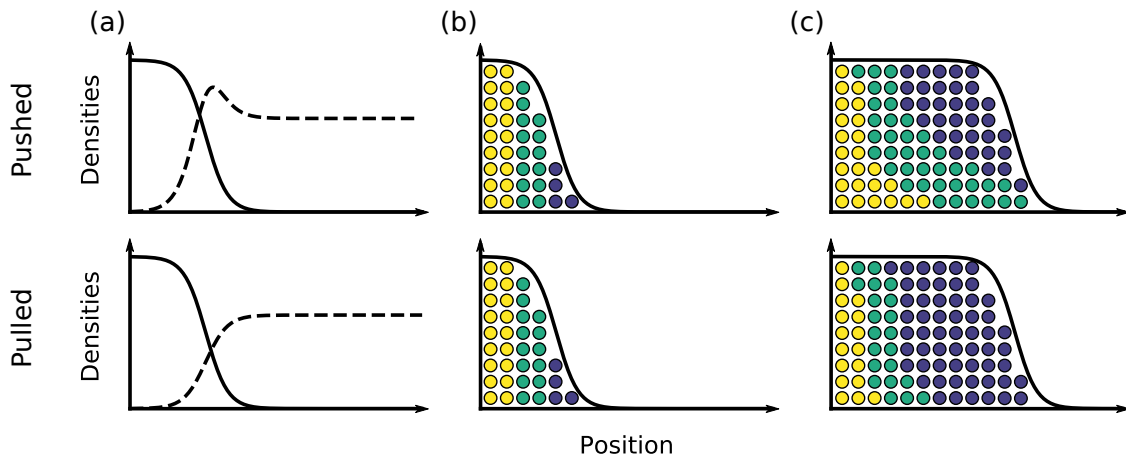 (a)
(b)
(c)
Pushed
Densities
Pulled
Densities
Position